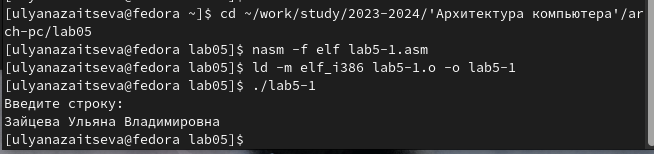 [ulyanazaitseva@fedora ~]$ cd ~/work/study/2023-2024/'Архитектура компьютера'/ar
ch-pc/lab05
[ulyanazaitseva@fedora lab05]$ nasm -f elf lab5-1.asm
[ulyanazaitseva@fedora lab05]$ ld -m elf_i386 lab5-1.o -o lab5-1
[ulyanazaitseva@fedora lab05]$ ./lab5-1
Введите строку:
Зайцева Ульяна Владимировна
[ulyanazaitseva@fedora lab05]$